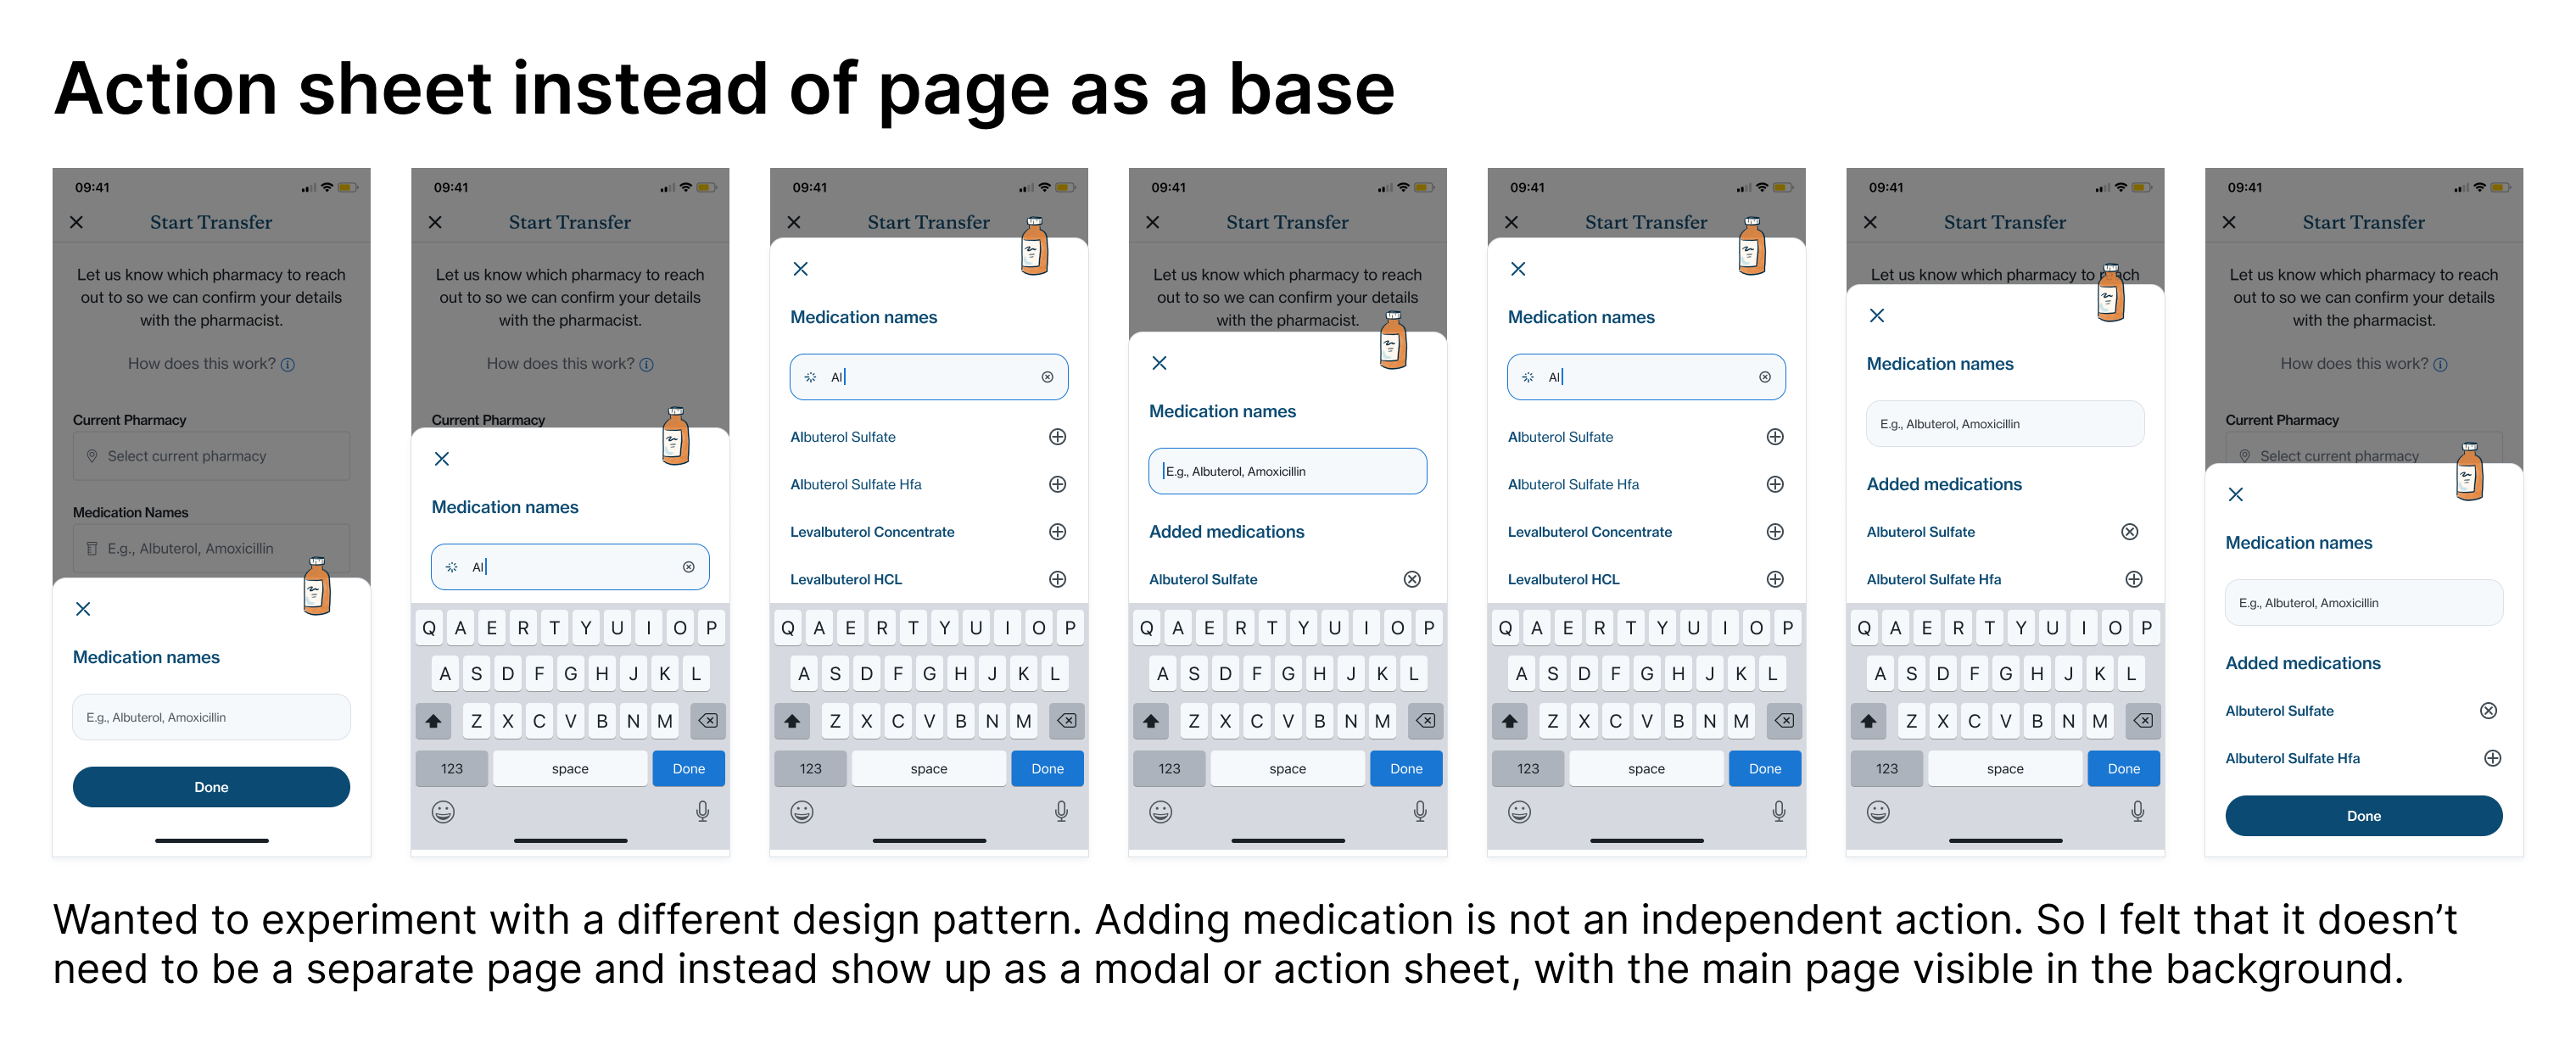 Action sheet instead of page as a base
09:41
Start Transfer
Let us know which pharmacy to reach
out to so we can confirm your details
with the pharmacist.
How does this work?
Current Pharmacy
Select current pharmacy
Medication Names
E.g., Albuterol, Amoxicillin
Medication names
E.g., Albuterol, Amoxicillin
Done
09:41
Start Transfer
Let us know which pharmacy to reach
out to so we can confirm your details
with the pharmacist.
How does this work?
Current Pharmacy
Medication names
Al
Q A E R T Y U I O P
A S D F G H J K L
Z X C V B N M
123 space Done
09:41
Start Transfer
Medication names
Al
Albuterol Sulfate
Albuterol Sulfate Hfa
Levalbuterol Concentrate
Levalbuterol HCL
Q A E R T Y U I O P
A S D F G H J K L
Z X C V B N M
123 space Done
09:41
Start Transfer
Let us know which pharmacy to reach
out to so we can confirm your details
with the pharmacist.
Medication names
E.g., Albuterol, Amoxicillin
Added medications
Albuterol Sulfate
Q A E R T Y U I O P
A S D F G H J K L
Z X C V B N M
123 space Done
09:41
Start Transfer
Medication names
Al
Albuterol Sulfate
Albuterol Sulfate Hfa
Levalbuterol Concentrate
Levalbuterol HCL
Q A E R T Y U I O P
A S D F G H J K L
Z X C V B N M
123 space Done
09:41
Start Transfer
Let us know which pharmacy to reach
Medication names
E.g., Albuterol, Amoxicillin
Added medications
Albuterol Sulfate
Albuterol Sulfate Hfa
Q A E R T Y U I O P
A S D F G H J K L
Z X C V B N M
123 space Done
09:41
Start Transfer
Let us know which pharmacy to reach
out to so we can confirm your details
with the pharmacist.
How does this work?
Current Pharmacy
Select current pharmacy
Medication names
E.g., Albuterol, Amoxicillin
Added medications
Albuterol Sulfate
Albuterol Sulfate Hfa
Done
Wanted to experiment with a different design pattern. Adding medication is not an independent action. So I felt that it doesn’t
need to be a separate page and instead show up as a modal or action sheet, with the main page visible in the background.